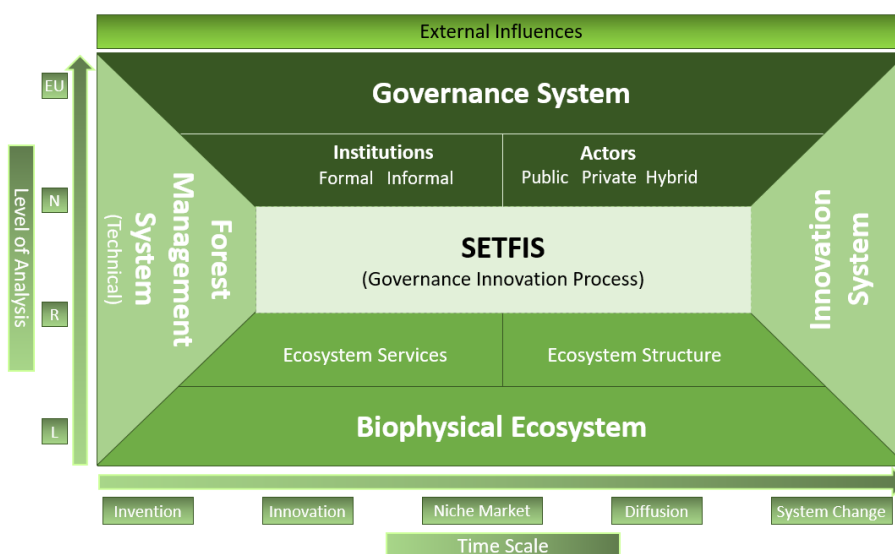 External Influences
EU
N
R
L
Level of Analysis
Governance System
Institutions
Formal Informal
Actors
Public Private Hybrid
Forest
Management
System
(Technical)
SETFIS
(Governance Innovation Process)
Innovation
System
Ecosystem Services
Ecosystem Structure
Biophysical Ecosystem
Invention
Innovation
Niche Market
Diffusion
System Change
Time Scale